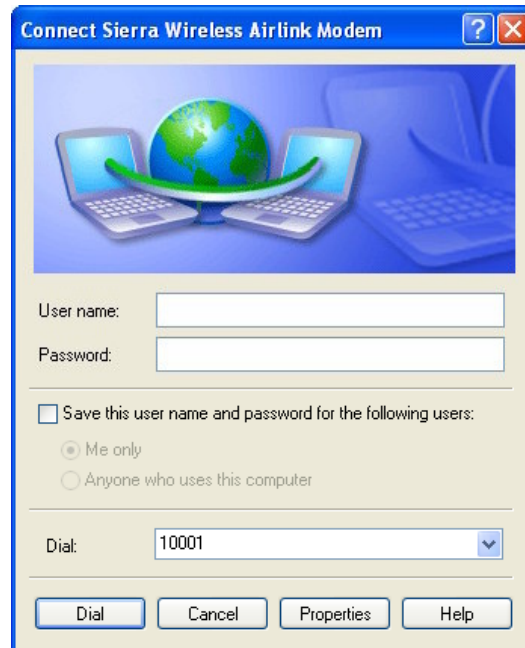 Connect Sierra Wireless Airlink Modem
User name:
Password:
Save this user name and password for the following users:
Me only
Anyone who uses this computer
Dial: 10001
Dial Cancel Properties Help